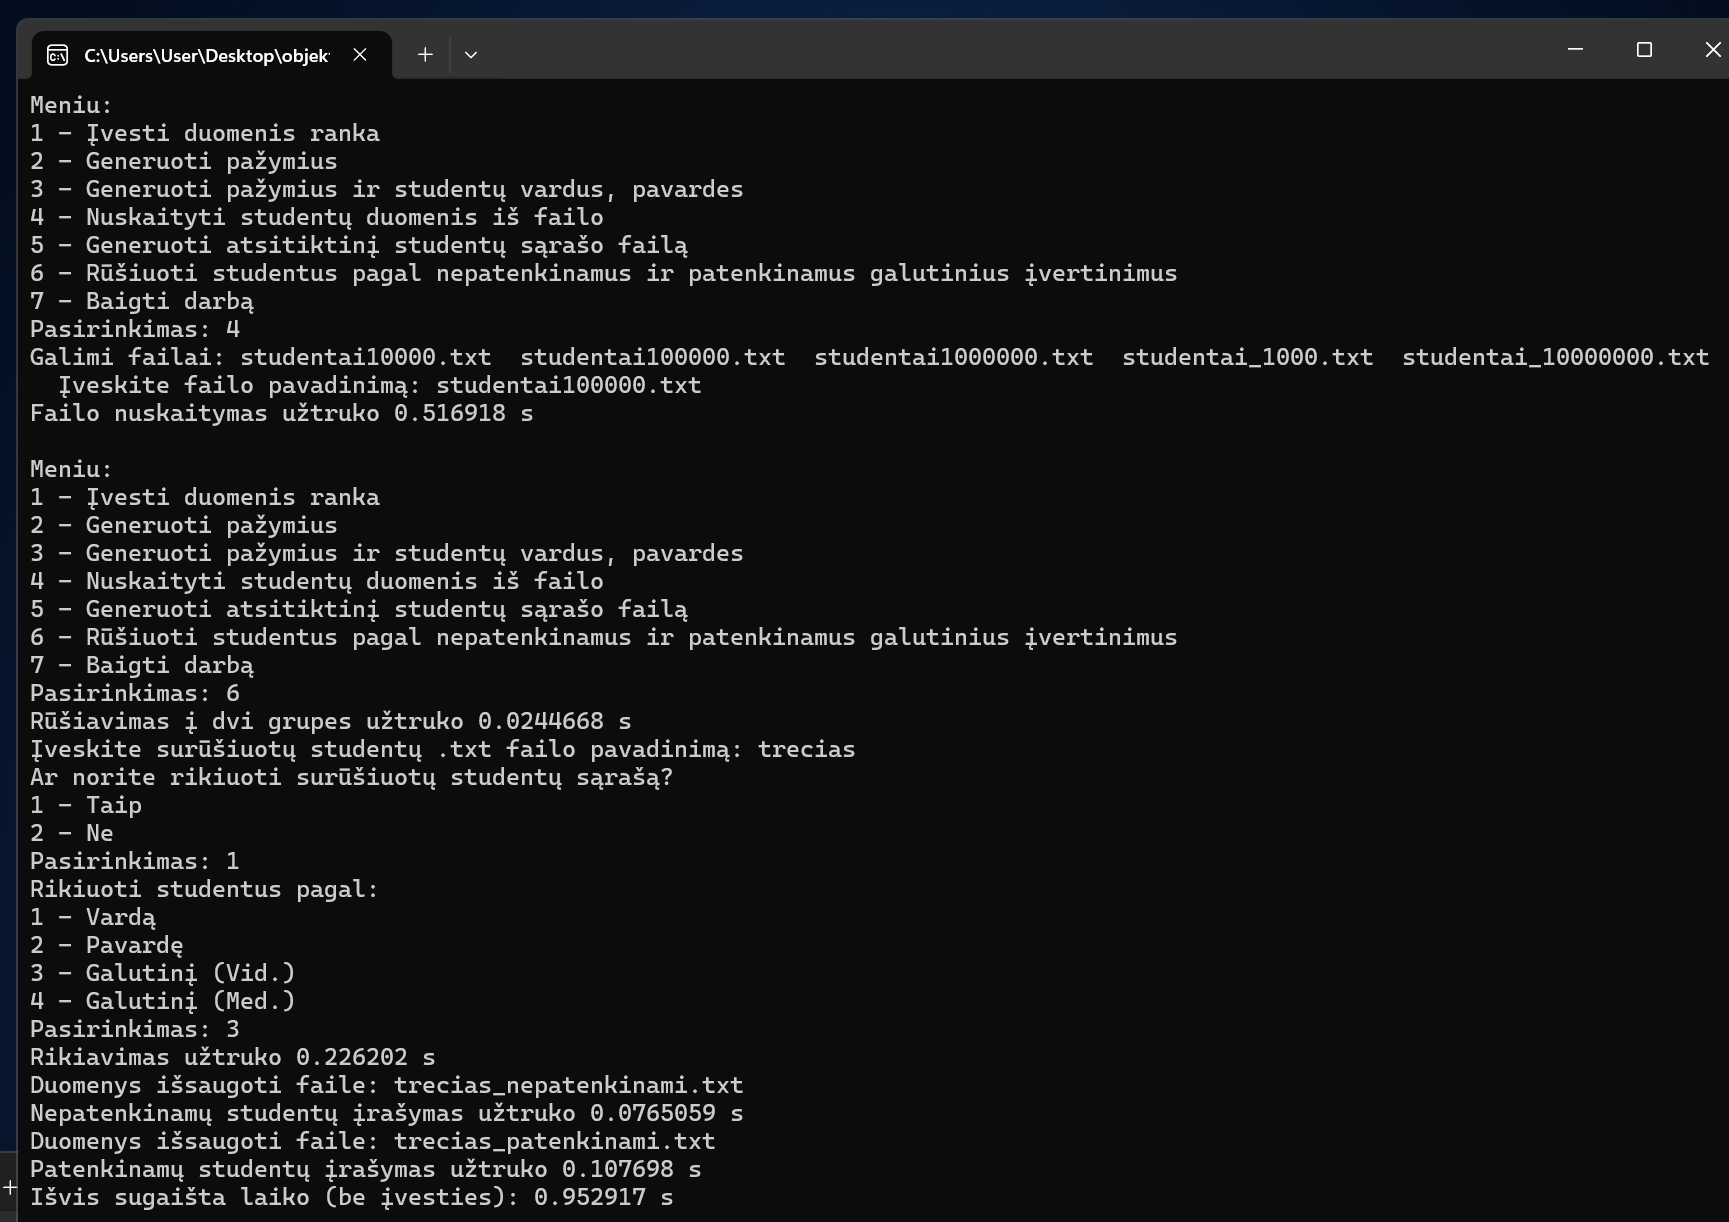 C:\Users\User\Desktop\objek
Meniu:
1 - Įvesti duomenis ranka
2 - Generuoti pažymius
3 - Generuoti pažymius ir studentų vardus, pavardes
4 - Nuskaityti studentų duomenis iš failo
5 - Generuoti atsitiktinį studentų sąrašo failą
6 - Rūšiuoti studentus pagal nepatenkinamus ir patenkinamus galutinius įvertinimus
7 - Baigti darbą
Pasirinkimas: 4
Galimi failai: studentai10000.txt  studentai100000.txt  studentai1000000.txt  studentai_1000.txt  studentai_10000000.txt
Įveskite failo pavadinimą: studentai100000.txt
Failo nuskaitymas užtruko 0.516918 s
Meniu:
1 - Įvesti duomenis ranka
2 - Generuoti pažymius
3 - Generuoti pažymius ir studentų vardus, pavardes
4 - Nuskaityti studentų duomenis iš failo
5 - Generuoti atsitiktinį studentų sąrašo failą
6 - Rūšiuoti studentus pagal nepatenkinamus ir patenkinamus galutinius įvertinimus
7 - Baigti darbą
Pasirinkimas: 6
Rūšiavimas į dvi grupes užtruko 0.0244668 s
Įveskite surūšiuotų studentų .txt failo pavadinimą: trecias
Ar norite rikiuoti surūšiuotų studentų sąrašą?
1 - Taip
2 - Ne
Pasirinkimas: 1
Rikiuoti studentus pagal:
1 - Vardą
2 - Pavardę
3 - Galutinį (Vid.)
4 - Galutinį (Med.)
Pasirinkimas: 3
Rikiavimas užtruko 0.226202 s
Duomenys išsaugoti faile: trecias_nepatenkinami.txt
Nepatenkinamų studentų įrašymas užtruko 0.0765059 s
Duomenys išsaugoti faile: trecias_patenkinami.txt
Patenkinamų studentų įrašymas užtruko 0.107698 s
Išvis sugaišta laiko (be įvesties): 0.952917 s